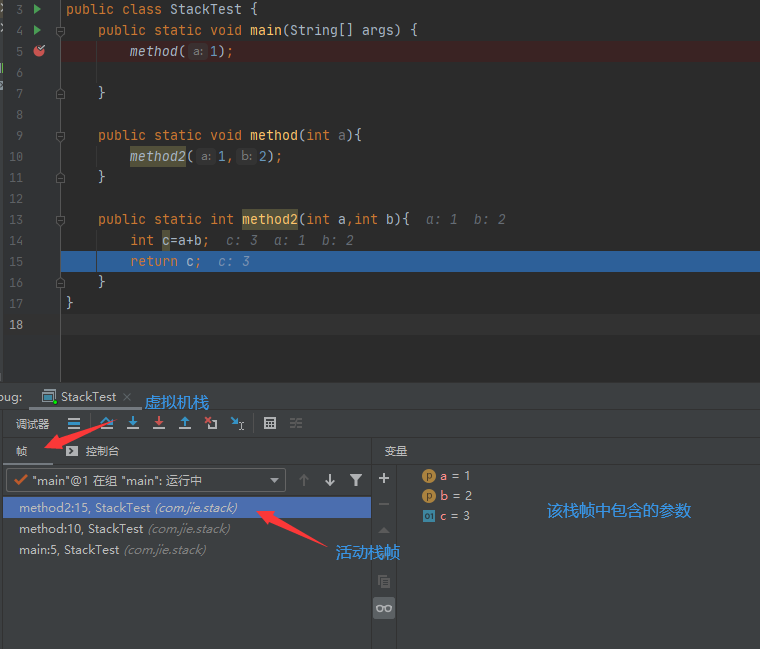 3 public class StackTest {
4 public static void main(String[] args) {
5 method( a: 1);
6
7 }
8
9 public static void method(int a){
10 method2( a: 1, b: 2);
11 }
12
13 public static int method2(int a,int b){ a: 1 b: 2
14 int c=a+b; c: 3 a: 1 b: 2
15 return c; c: 3
16 }
17 }
18
bug: StackTest
虚拟机栈
调试器
帧 控制台 变量
"main"@1 在组 "main": 运行中
method2:15, StackTest (com.jie.stack)
method:10, StackTest (com.jie.stack)
main:5, StackTest (com.jie.stack)
活动栈帧
p a = 1
p b = 2
01 c = 3
该栈帧中包含的参数